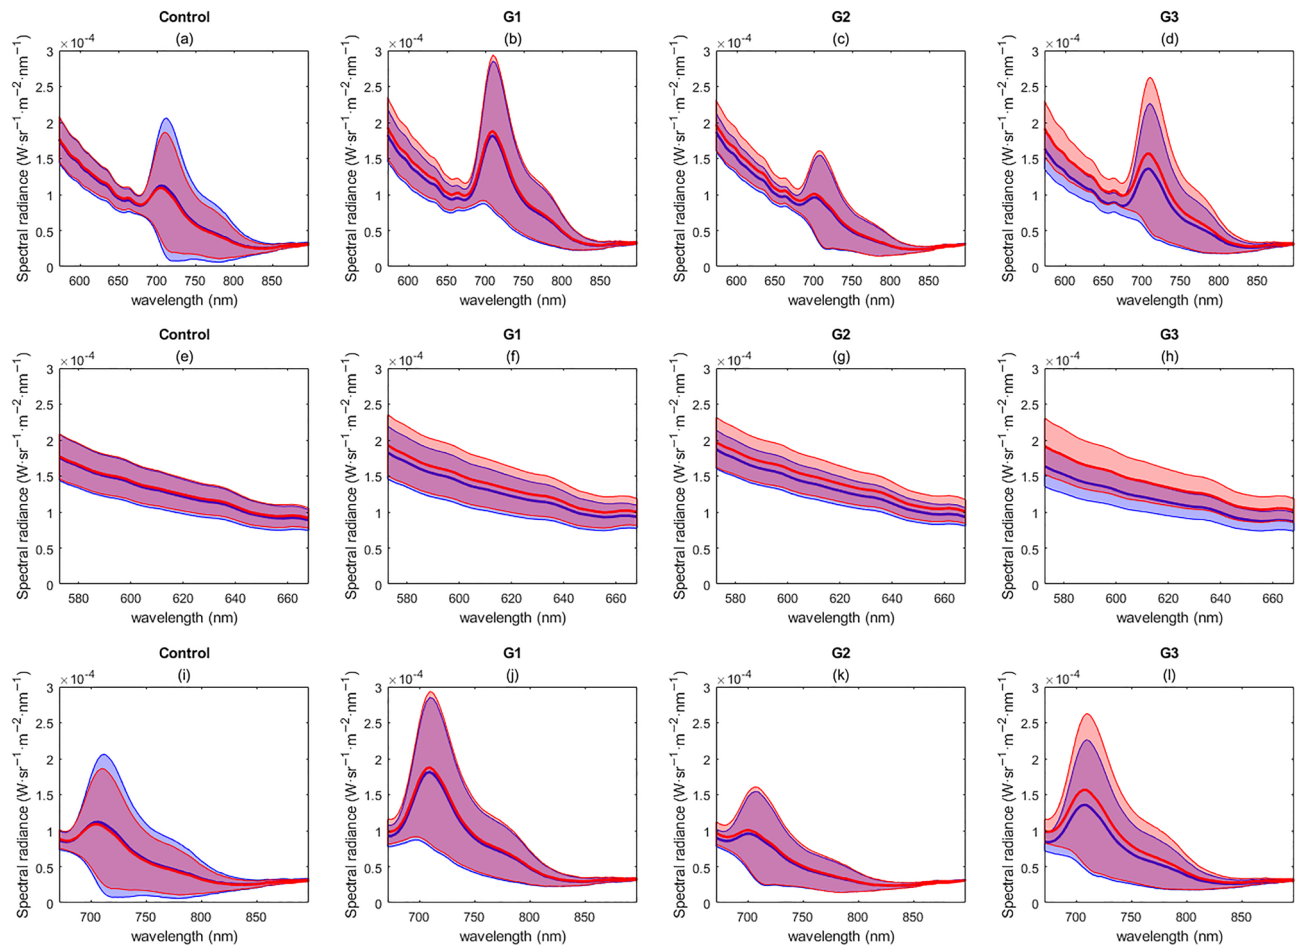 Control G1 G2 G3
(a) (b) (c) (d)
×10⁻⁴ ×10⁻⁴ ×10⁻⁴ ×10⁻⁴
Spectral radiance (W·sr⁻¹·m⁻²·nm⁻¹) Spectral radiance (W·sr⁻¹·m⁻²·nm⁻¹) Spectral radiance (W·sr⁻¹·m⁻²·nm⁻¹) Spectral radiance (W·sr⁻¹·m⁻²·nm⁻¹)
3 3 3 3
2.5 2.5 2.5 2.5
2 2 2 2
1.5 1.5 1.5 1.5
1 1 1 1
0.5 0.5 0.5 0.5
0 0 0 0
600 650 700 750 800 850 600 650 700 750 800 850 600 650 700 750 800 850 600 650 700 750 800 850
wavelength (nm) wavelength (nm) wavelength (nm) wavelength (nm)
Control G1 G2 G3
(e) (f) (g) (h)
×10⁻⁴ ×10⁻⁴ ×10⁻⁴ ×10⁻⁴
Spectral radiance (W·sr⁻¹·m⁻²·nm⁻¹) Spectral radiance (W·sr⁻¹·m⁻²·nm⁻¹) Spectral radiance (W·sr⁻¹·m⁻²·nm⁻¹) Spectral radiance (W·sr⁻¹·m⁻²·nm⁻¹)
3 3 3 3
2.5 2.5 2.5 2.5
2 2 2 2
1.5 1.5 1.5 1.5
1 1 1 1
0.5 0.5 0.5 0.5
0 0 0 0
580 600 620 640 660 580 600 620 640 660 580 600 620 640 660 580 600 620 640 660
wavelength (nm) wavelength (nm) wavelength (nm) wavelength (nm)
Control G1 G2 G3
(i) (j) (k) (l)
×10⁻⁴ ×10⁻⁴ ×10⁻⁴ ×10⁻⁴
Spectral radiance (W·sr⁻¹·m⁻²·nm⁻¹) Spectral radiance (W·sr⁻¹·m⁻²·nm⁻¹) Spectral radiance (W·sr⁻¹·m⁻²·nm⁻¹) Spectral radiance (W·sr⁻¹·m⁻²·nm⁻¹)
3 3 3 3
2.5 2.5 2.5 2.5
2 2 2 2
1.5 1.5 1.5 1.5
1 1 1 1
0.5 0.5 0.5 0.5
0 0 0 0
700 750 800 850 700 750 800 850 700 750 800 850 700 750 800 850
wavelength (nm) wavelength (nm) wavelength (nm) wavelength (nm)